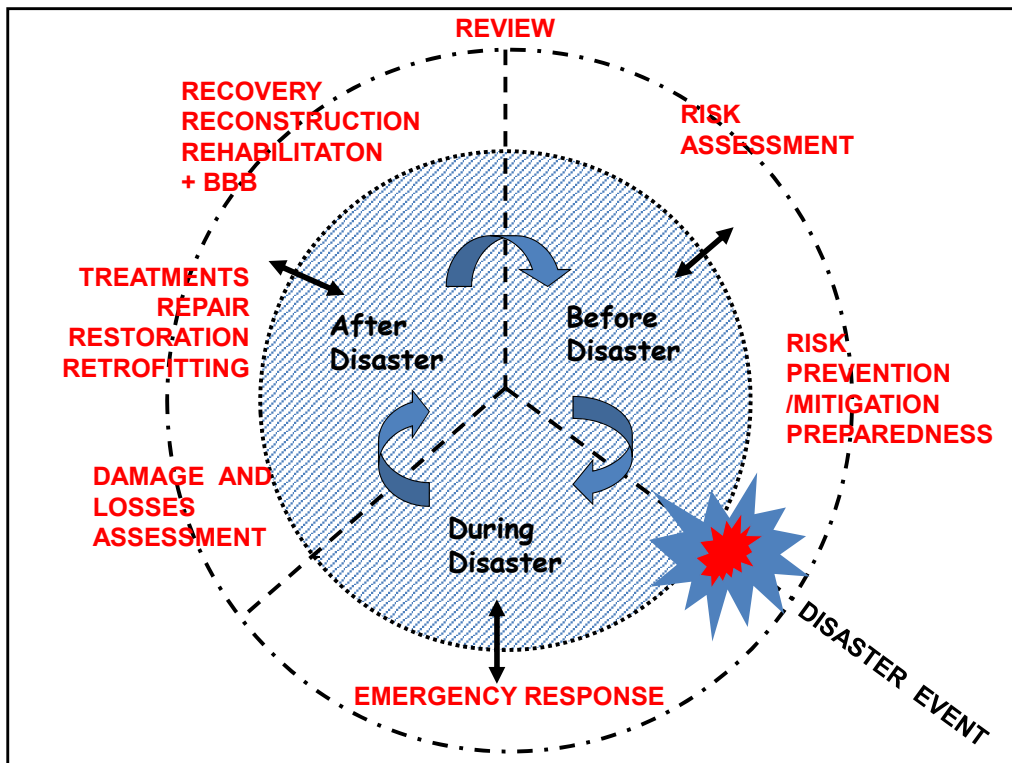 REVIEW
RECOVERY
RECONSTRUCTION
REHABILITATON
+ BBB
RISK
ASSESSMENT
TREATMENTS
REPAIR
RESTORATION
RETROFITTING
After
Disaster
Before
Disaster
RISK
PREVENTION
/MITIGATION
PREPAREDNESS
DAMAGE AND
LOSSES
ASSESSMENT
During
Disaster
EMERGENCY RESPONSE
DISASTER EVENT